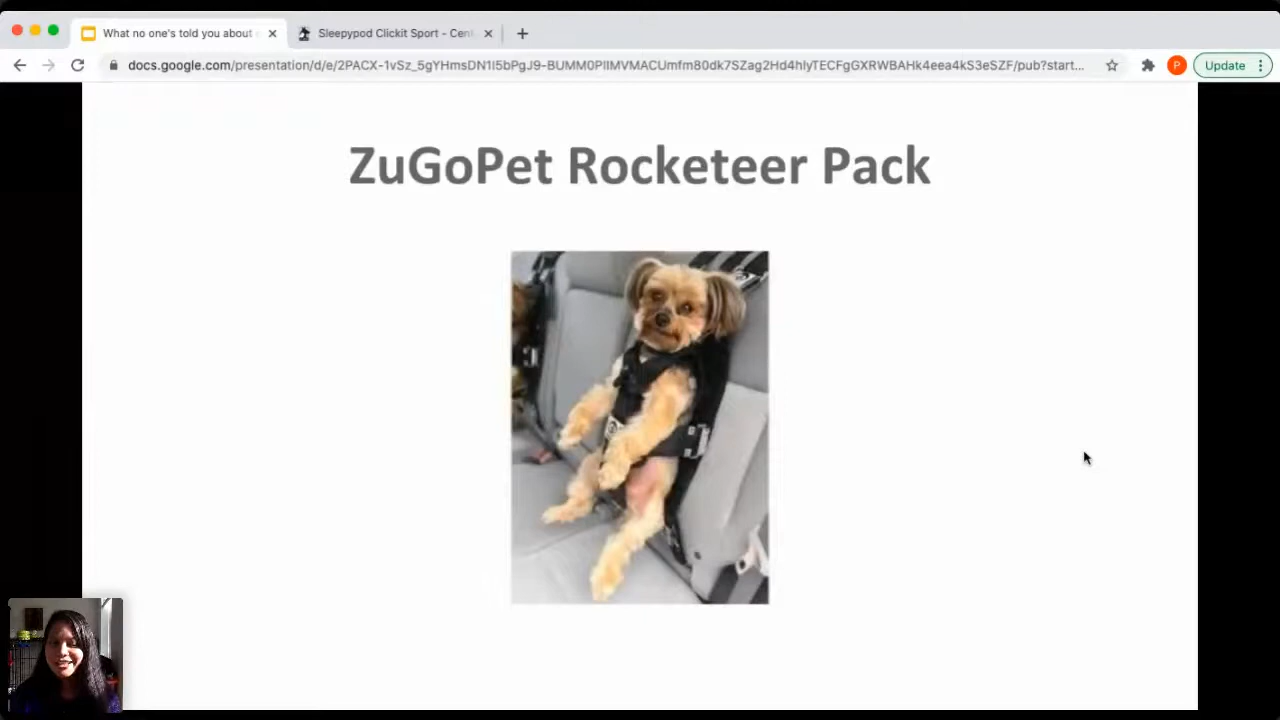 What no one's told you about
Sleepypod Clickit Sport - Cent
docs.google.com/presentation/d/e/2PACX-1vSz_5gYHmsDN1I5bPgJ9-BUMM0PIIMVMACUmfm80dk7SZag2Hd4hlyTECFgGXRWBAHk4eea4kS3eSZF/pub?start...
P
Update
ZuGoPet Rocketeer Pack